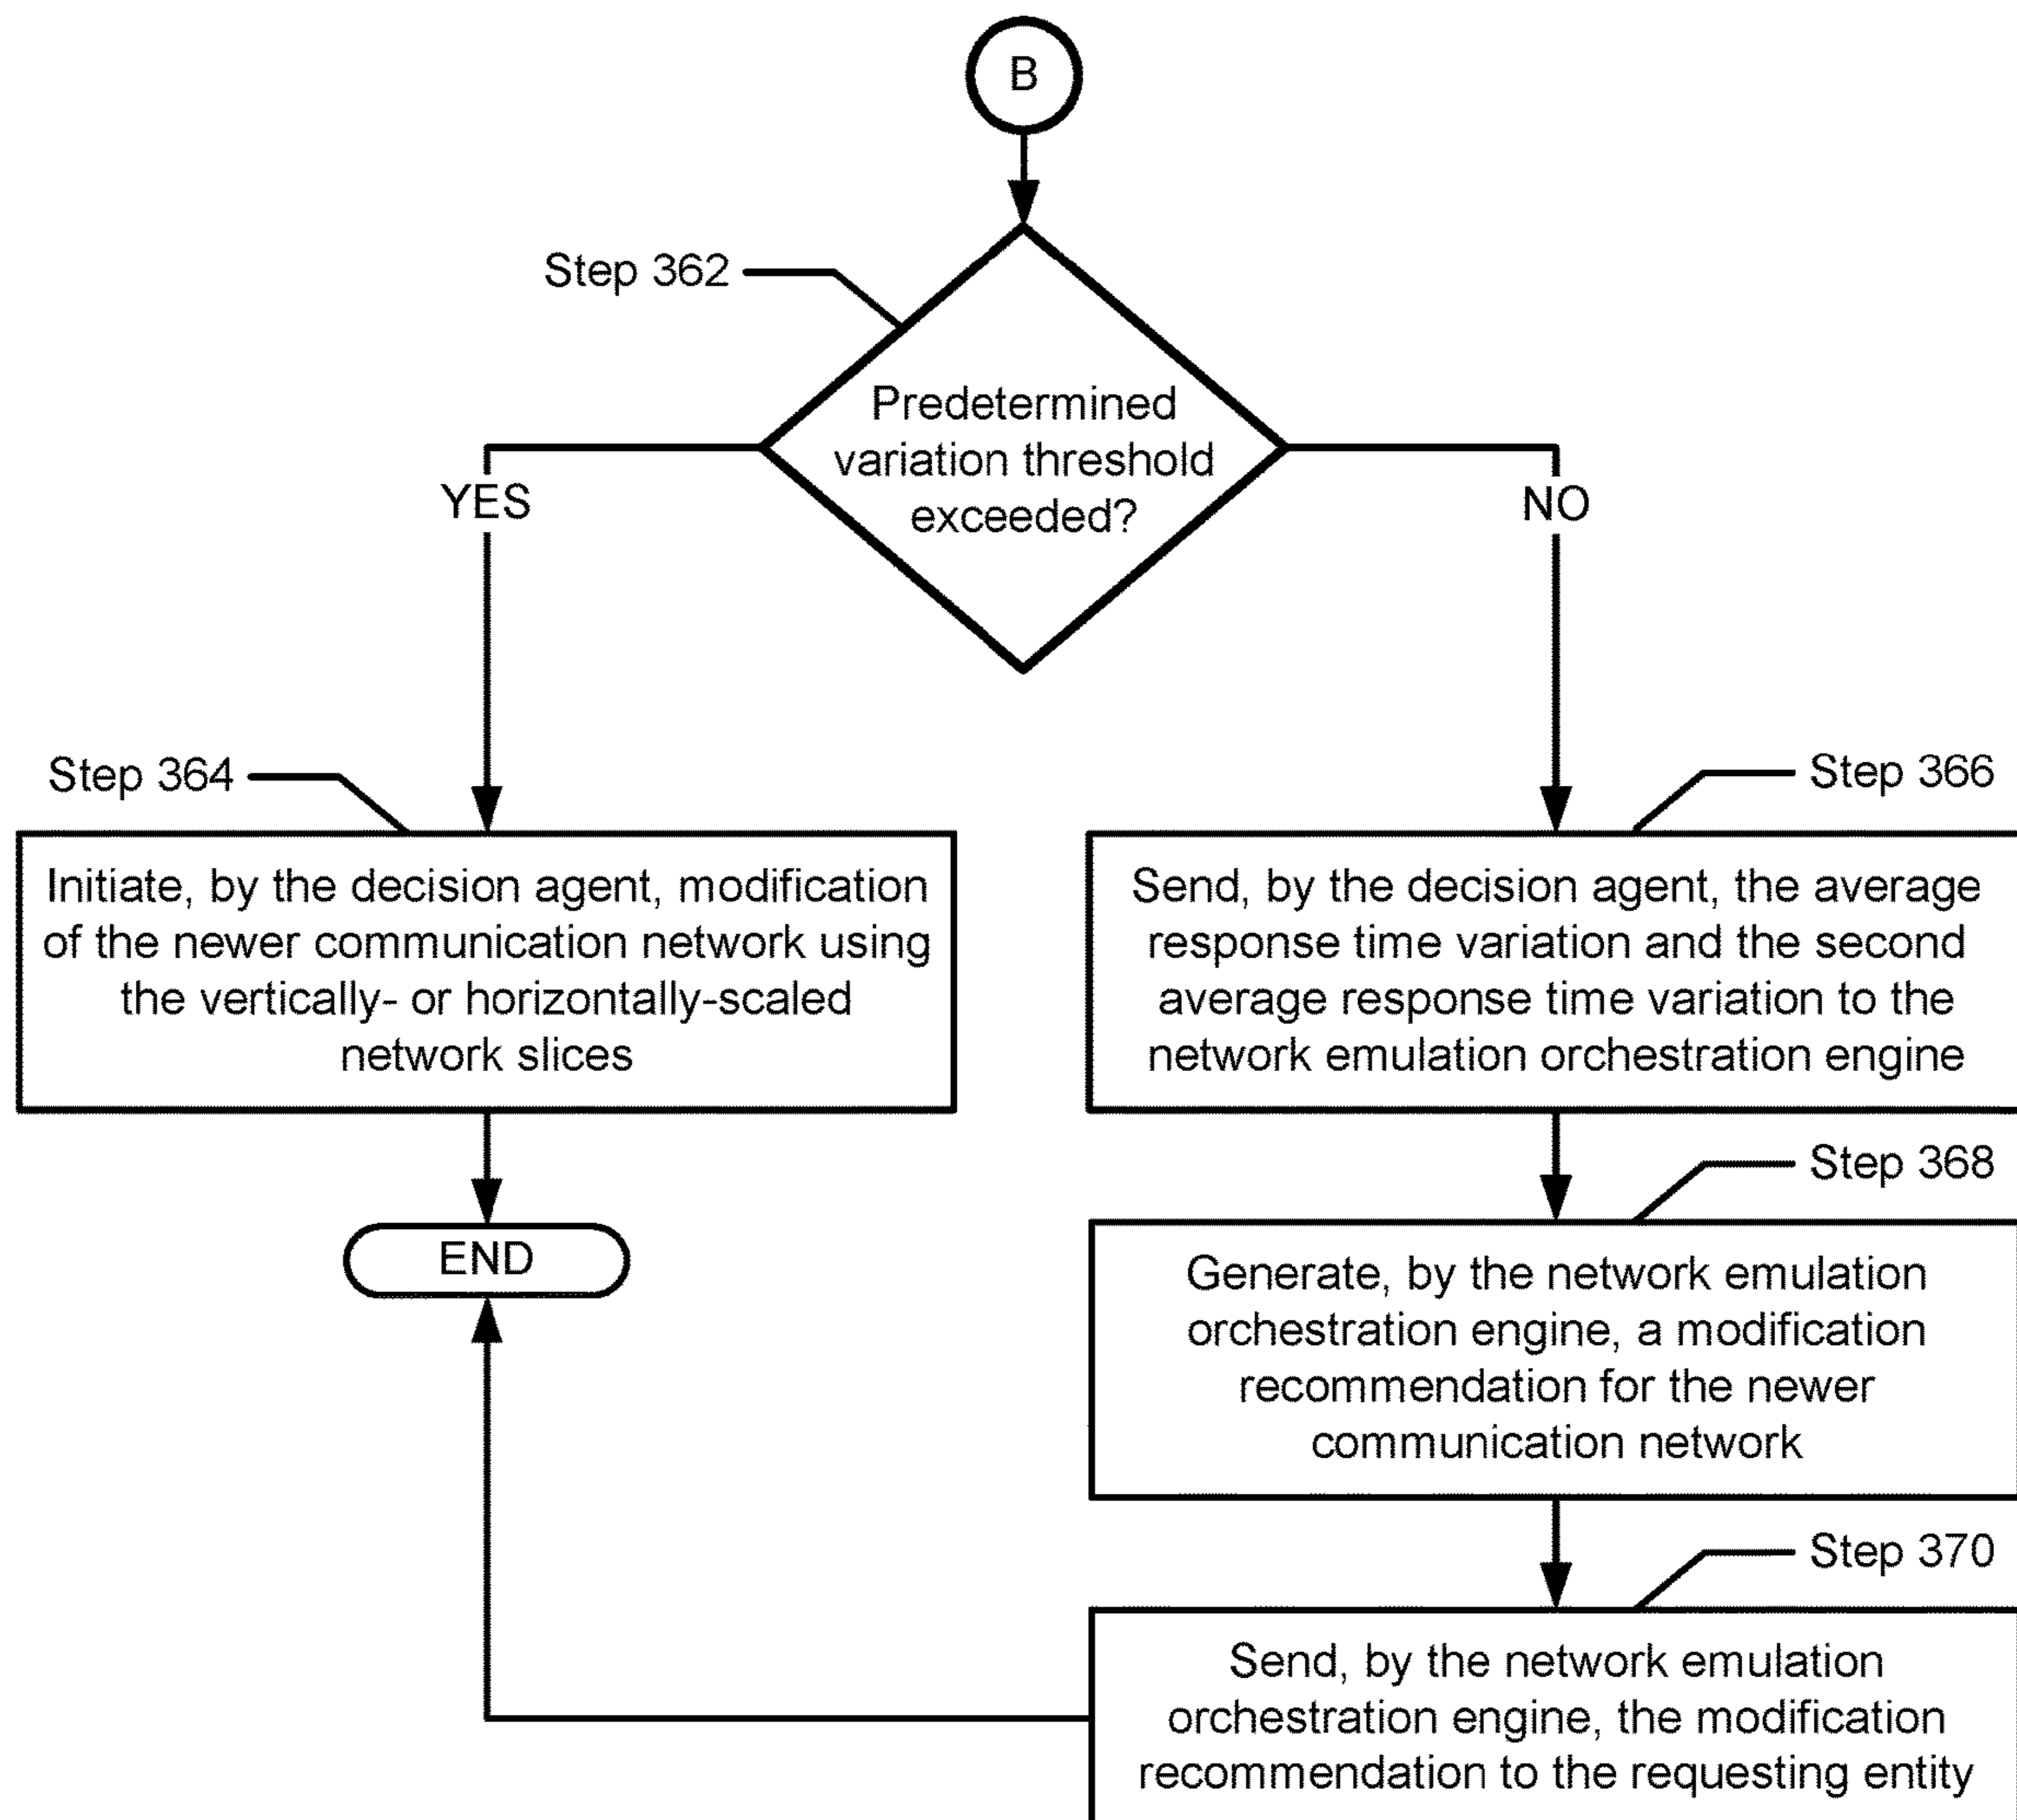 B
Step 362
Predetermined
variation threshold
exceeded?
YES
NO
Step 364
Initiate, by the decision agent, modification
of the newer communication network using
the vertically- or horizontally-scaled
network slices
Step 366
Send, by the decision agent, the average
response time variation and the second
average response time variation to the
network emulation orchestration engine
Step 368
END
Generate, by the network emulation
orchestration engine, a modification
recommendation for the newer
communication network
Step 370
Send, by the network emulation
orchestration engine, the modification
recommendation to the requesting entity